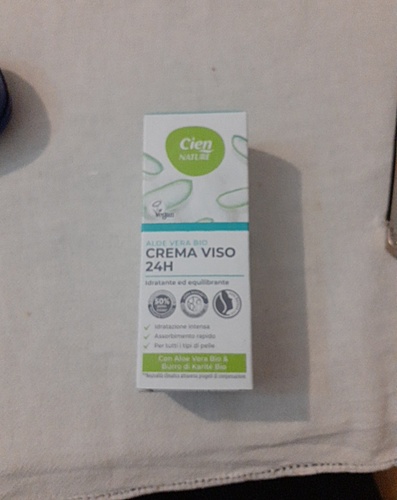 Cien
NATURE
Vegan
ALOE VERA BIO
CREMA VISO
24H
Idratante ed equilibrante
50%
Idratazione intensa
Assorbimento rapido
Per tutti i tipi di pelle
Con Aloe Vera Bio &
Burro di Karité Bio